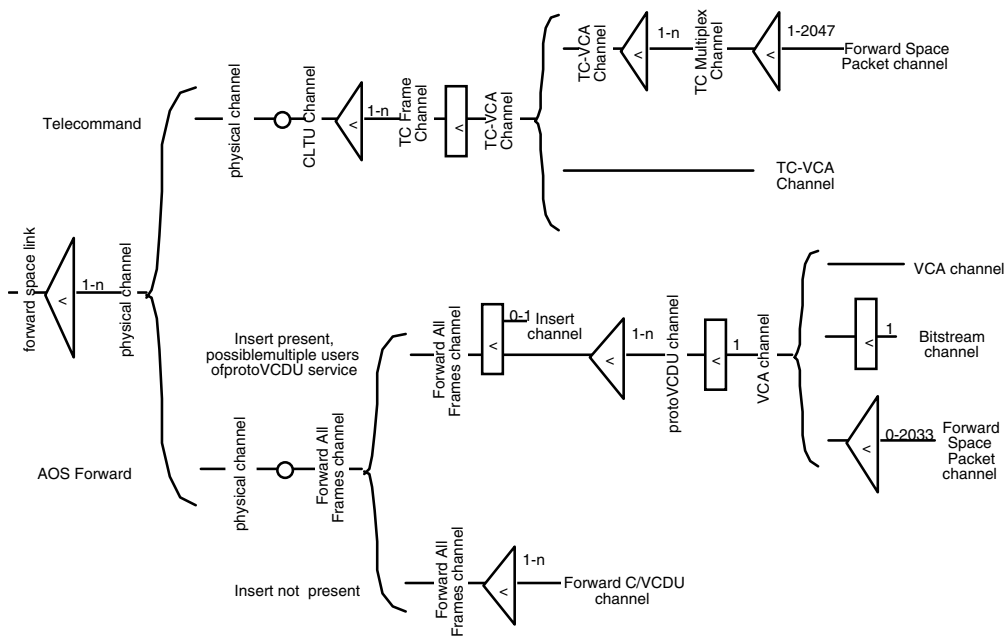 forward space link
<
1-n
physical channel
Telecommand
physical channel
CLTU Channel
<
1-n
TC Frame
Channel
<
TC-VCA
Channel
TC-VCA
Channel
<
1-n
TC Multiplex
Channel
<
1-2047
Forward Space
Packet channel
TC-VCA
Channel
AOS Forward
physical channel
Forward All
Frames channel
Insert present,
possiblemultiple users
ofprotoVCDU service
Forward All
Frames channel
<
0-1
Insert
channel
<
1-n
protoVCDU channel
<
1
VCA channel
VCA channel
<
1
Bitstream
channel
<
0-2033
Forward
Space
Packet
channel
Insert not present
Forward All
Frames channel
<
1-n
Forward C/VCDU
channel